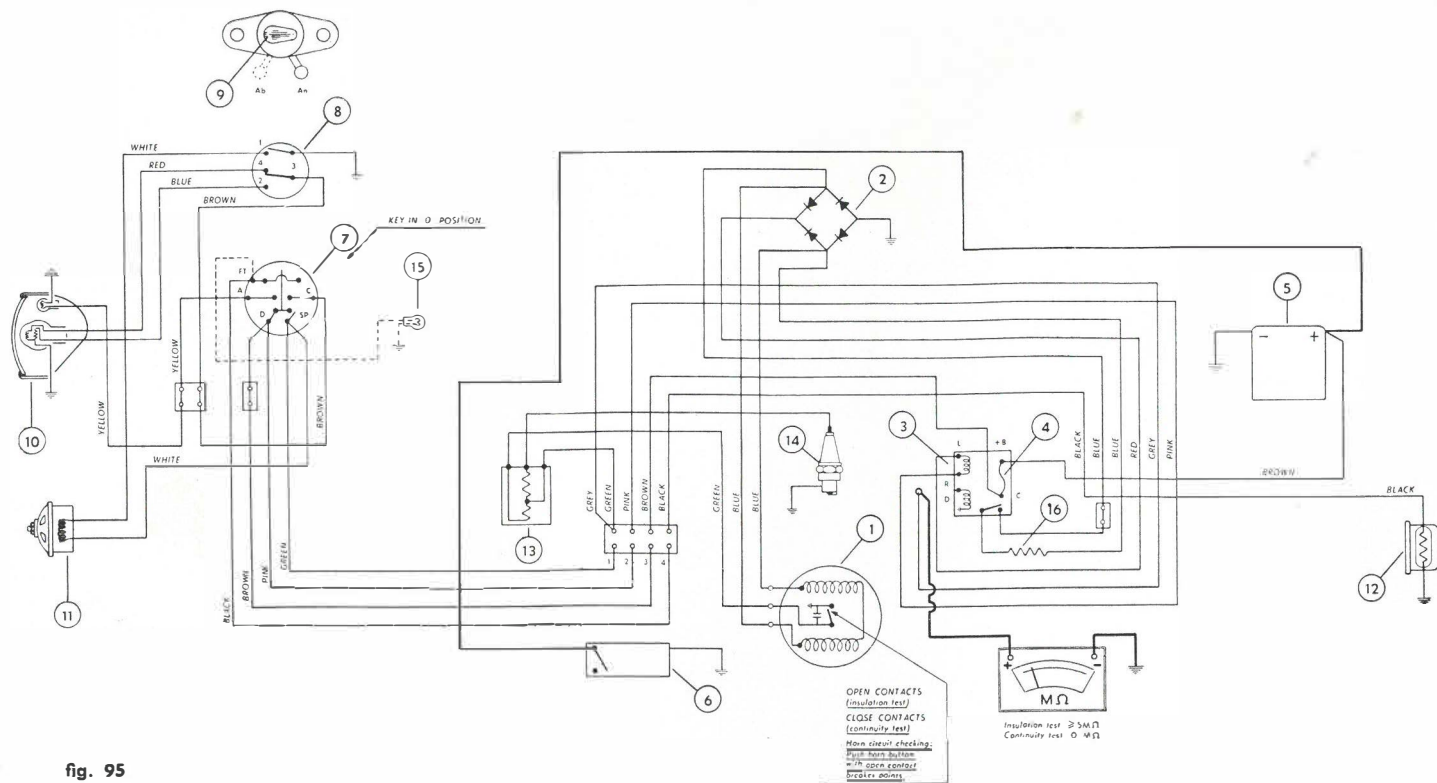 9
Ab An
8
1
WHITE
4
3
RED
2
BLUE
BROWN
2
KEY IN O POSITION
7
15
FT
A
C
D
SP
5
- +
YELLOW
YELLOW
BROWN
10
WHITE
3
L
+B
4
BLACK
BLUE
BLUE
RED
GREY
PINK
14
R
D
C
BROWN
BLACK
GREY
GREEN
PINK
BROWN
BLACK
GREEN
BLUE
BLUE
16
13
1
12
11
BLACK
BROWN
PINK
GREEN
1 2 3 4
6
+ -
MΩ
OPEN CONTACTS
(insulation test)
CLOSE CONTACTS
(continuity test)
Horn circuit checking:
Push horn button
with open contact
breaker points.
Insulation test ≥ 5MΩ
Continuity test 0 MΩ
fig. 95